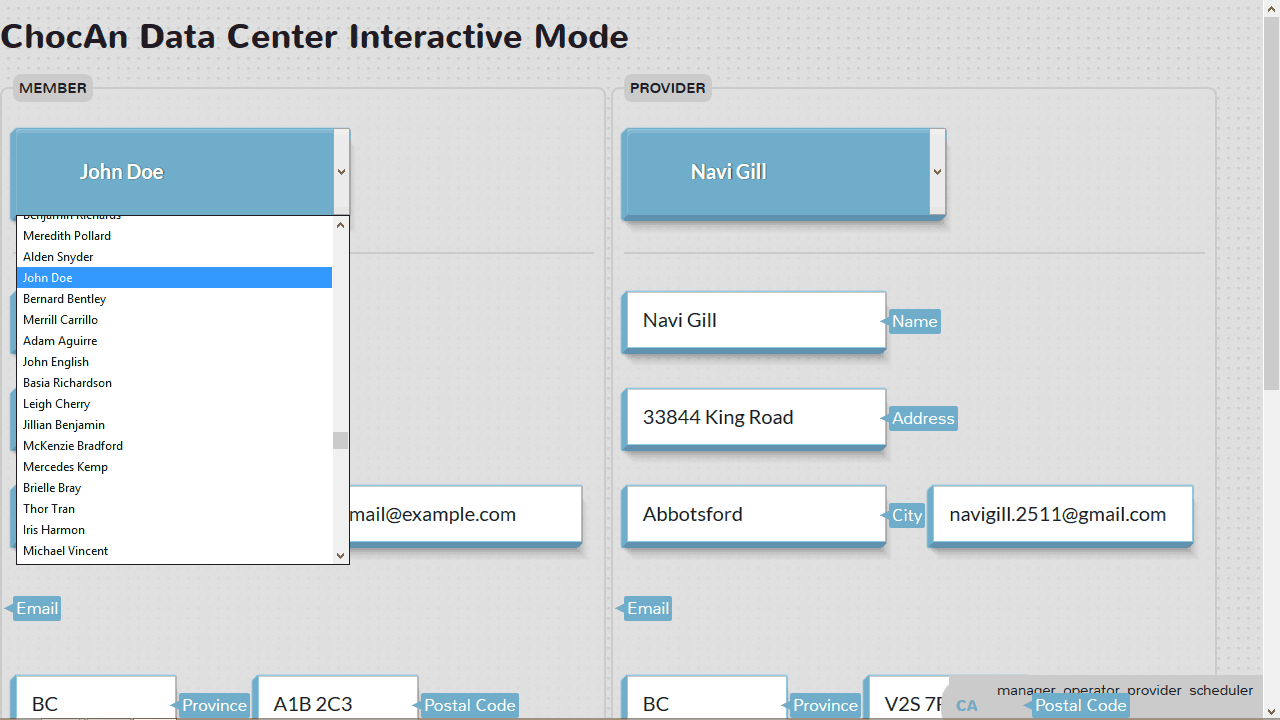 ChocAn Data Center Interactive Mode
MEMBER
John Doe
Benjamin Richards
Meredith Pollard
Alden Snyder
John Doe
Bernard Bentley
Merrill Carrillo
Adam Aguirre
John English
Basia Richardson
Leigh Cherry
Jillian Benjamin
McKenzie Bradford
Mercedes Kemp
Brielle Bray
Thor Tran
Iris Harmon
Michael Vincent
mail@example.com
Email
BC
Province
A1B 2C3
Postal Code
PROVIDER
Navi Gill
Navi Gill
Name
33844 King Road
Address
Abbotsford
City
navigill.2511@gmail.com
Email
BC
Province
V2S
CA
Postal Code
manager operator provider scheduler